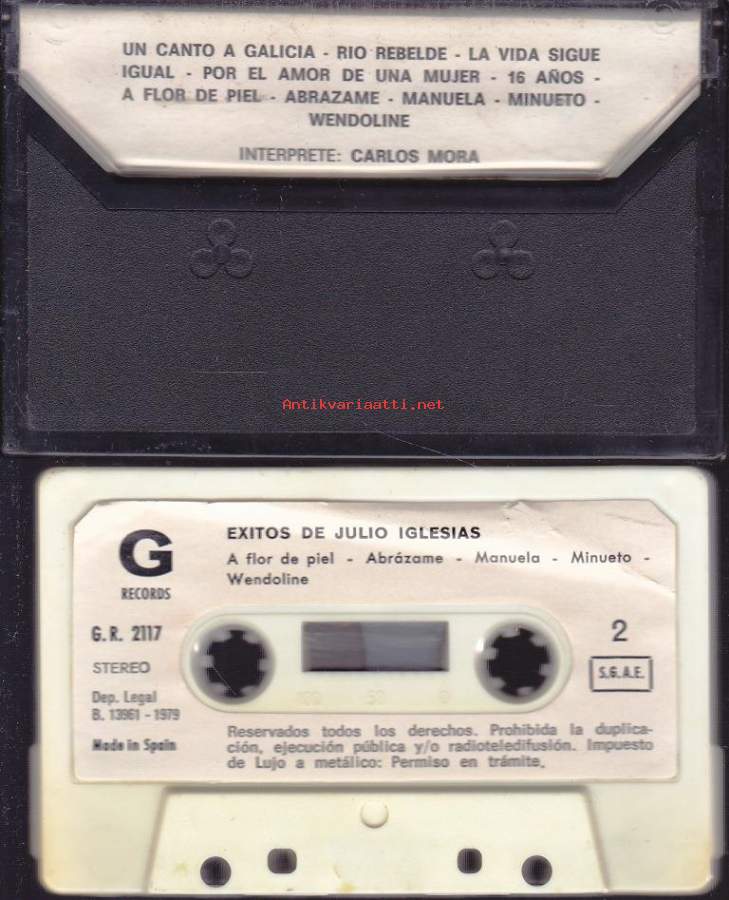 UN CANTO A GALICIA - RIO REBELDE - LA VIDA SIGUE
IGUAL - POR EL AMOR DE UNA MUJER - 16 AÑOS -
A FLOR DE PIEL - ABRAZAME - MANUELA - MINUETO -
WENDOLINE
INTERPRETE: CARLOS MORA
Antikvariaatti.net
EXITOS DE JULIO IGLESIAS
A flor de piel - Abrázame - Manuela - Minueto -
Wendoline
G
RECORDS
G.R. 2117
STEREO
Dep. Legal
B. 13961 - 1979
Made in Spain
2
S.G.A.E.
100 50 0
Reservados todos los derechos. Prohibida la duplica-
ción, ejecución pública y/o radioteledifusión. Impuesto
de Lujo a metálico: Permiso en trámite.